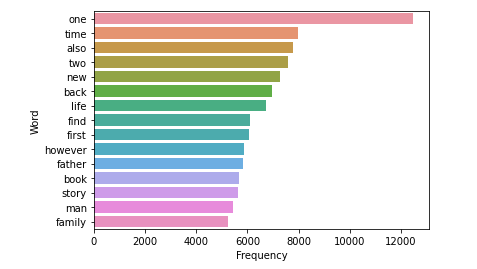 one
time
also
two
new
back
life
find
first
however
father
book
story
man
family
Word
0 2000 4000 6000 8000 10000 12000
Frequency